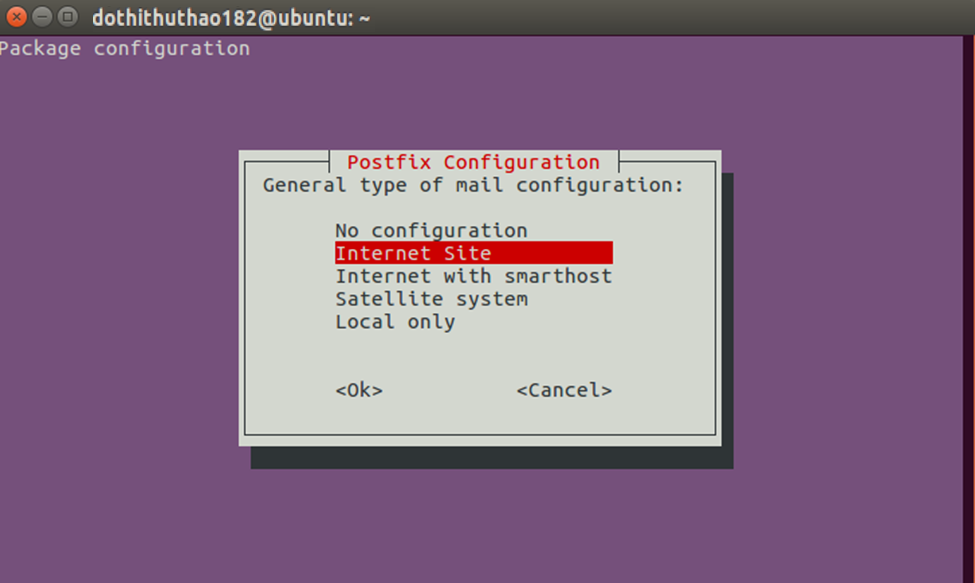 dothithuthao182@ubuntu: ~
Package configuration
Postfix Configuration
General type of mail configuration:
No configuration
Internet Site
Internet with smarthost
Satellite system
Local only
<Ok> <Cancel>